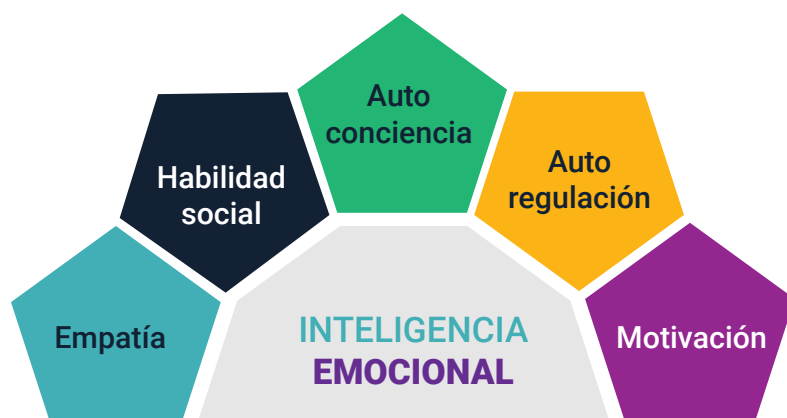 Auto
conciencia
Habilidad
social
Auto
regulación
Empatía
INTELIGENCIA
EMOCIONAL
Motivación